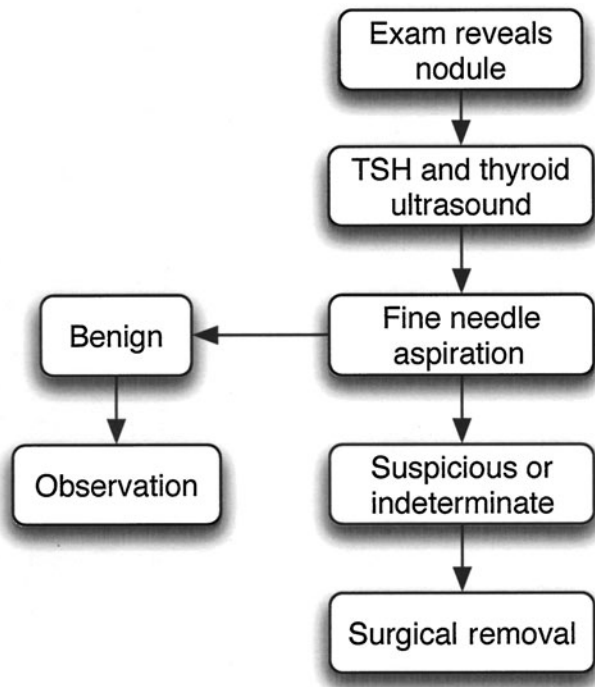 Exam reveals
nodule
TSH and thyroid
ultrasound
Fine needle
aspiration
Benign
Observation
Suspicious or
indeterminate
Surgical removal